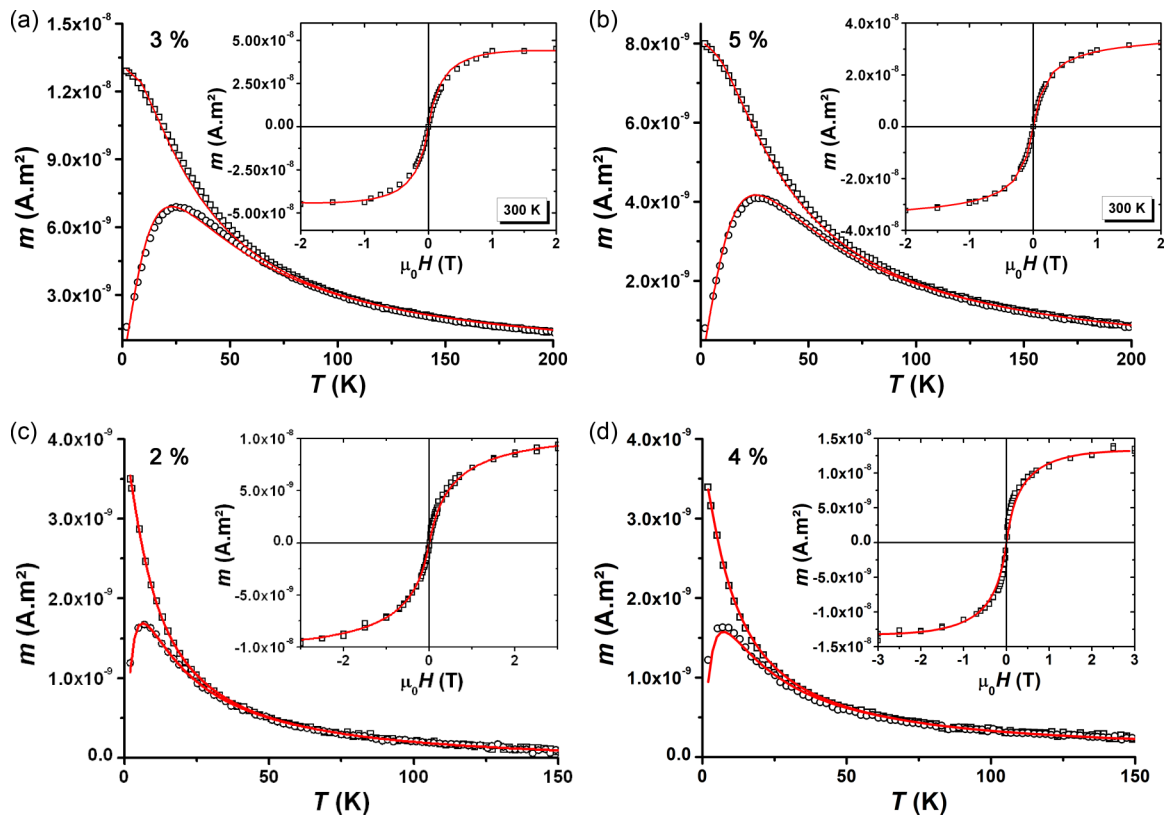 (a)
3 %
m (A.m²)
1.5x10⁻⁸
1.2x10⁻⁸
9.0x10⁻⁹
6.0x10⁻⁹
3.0x10⁻⁹
0 50 100 150 200
T (K)
m (A.m²)
5.00x10⁻⁸
2.50x10⁻⁸
0.00
-2.50x10⁻⁸
-5.00x10⁻⁸
300 K
-2 -1 0 1 2
μ₀H (T)
(b)
5 %
m (A.m²)
8.0x10⁻⁹
6.0x10⁻⁹
4.0x10⁻⁹
2.0x10⁻⁹
0 25 50 75 100 125 150 175 200
T (K)
m (A.m²)
4.0x10⁻⁸
2.0x10⁻⁸
0.0
-2.0x10⁻⁸
-4.0x10⁻⁸
300 K
-2 -1 0 1 2
μ₀H (T)
(c)
2 %
m (A.m²)
4.0x10⁻⁹
3.0x10⁻⁹
2.0x10⁻⁹
1.0x10⁻⁹
0.0
0 25 50 75 100 125 150
T (K)
m (A.m²)
1.0x10⁻⁸
5.0x10⁻⁹
0.0
-5.0x10⁻⁹
-1.0x10⁻⁸
-2 0 2
μ₀H (T)
(d)
4 %
m (A.m²)
4.0x10⁻⁹
3.0x10⁻⁹
2.0x10⁻⁹
1.0x10⁻⁹
0.0
0 50 100 150
T (K)
m (A.m²)
1.5x10⁻⁸
1.0x10⁻⁸
5.0x10⁻⁹
0.0
-5.0x10⁻⁹
-1.0x10⁻⁸
-1.5x10⁻⁸
-3 -2 -1 0 1 2 3
μ₀H (T)